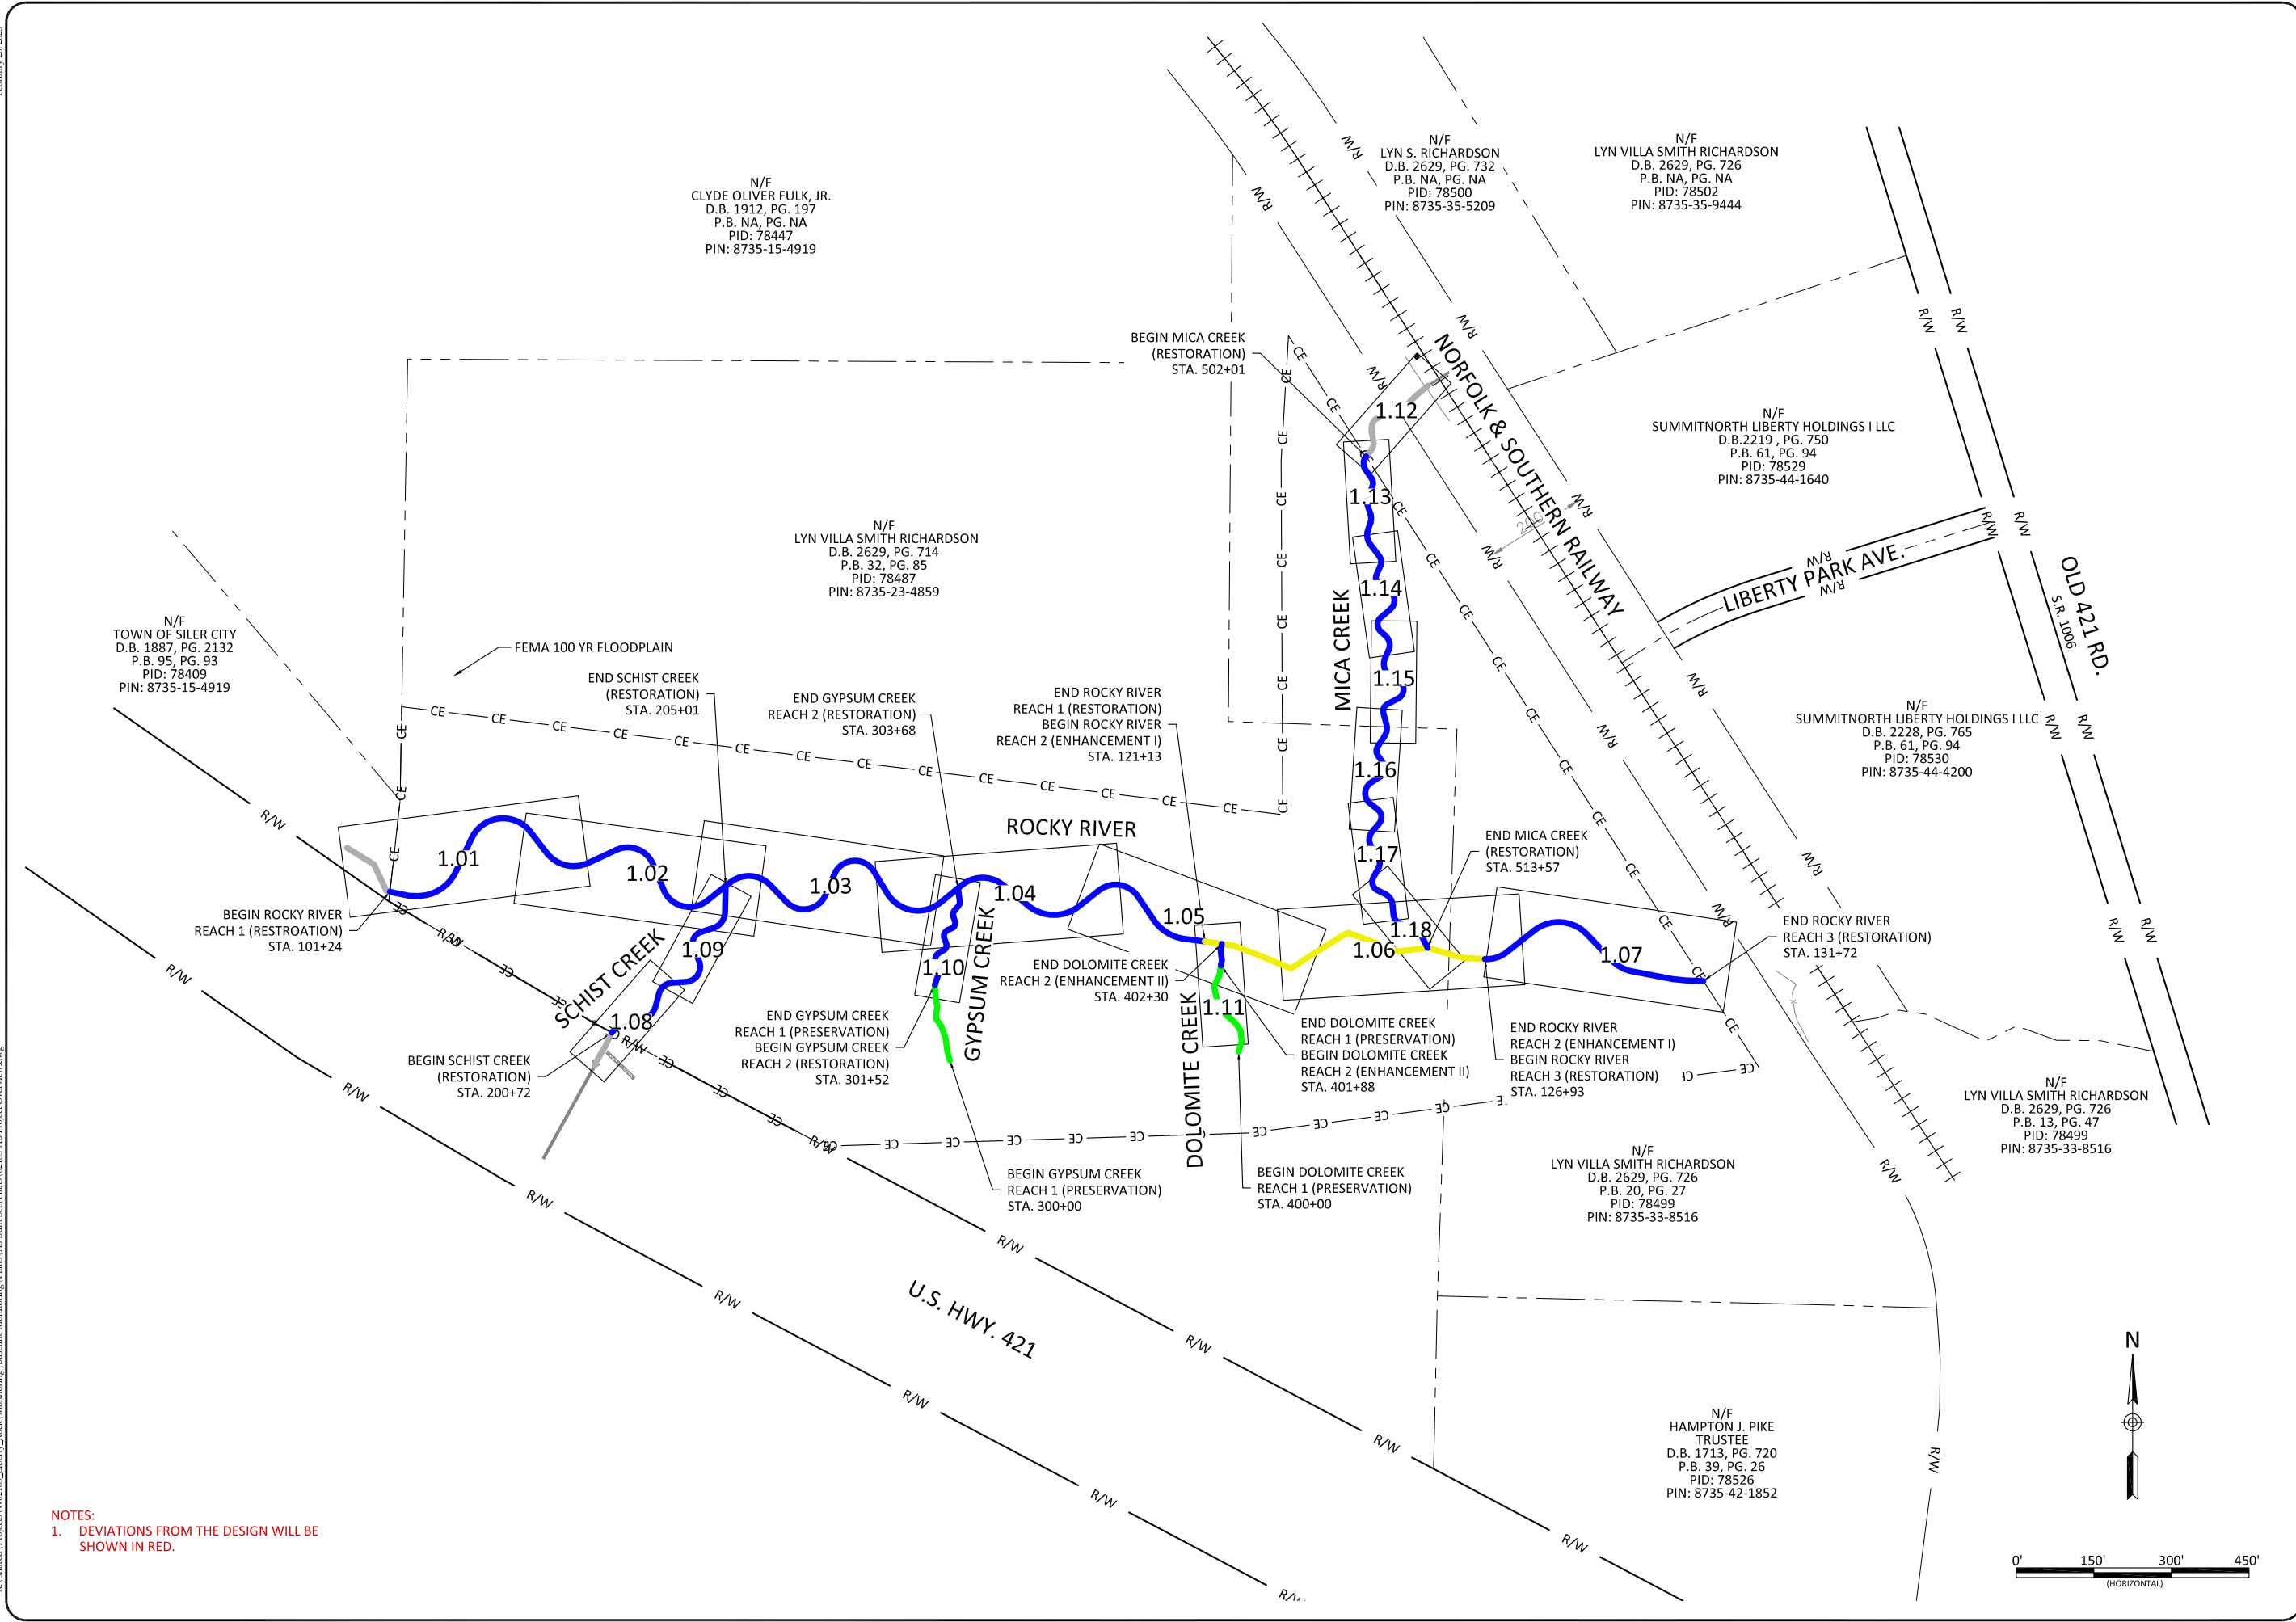 N/F
CLYDE OLIVER FULK, JR.
D.B. 1912, PG. 197
P.B. NA, PG. NA
PID: 78447
PIN: 8735-15-4919
N/F
LYN S. RICHARDSON
D.B. 2629, PG. 732
P.B. NA, PG. NA
PID: 78500
PIN: 8735-35-5209
N/F
LYN VILLA SMITH RICHARDSON
D.B. 2629, PG. 726
P.B. NA, PG. NA
PID: 78502
PIN: 8735-35-9444
BEGIN MICA CREEK
(RESTORATION)
STA. 502+01
N/F
SUMMITNORTH LIBERTY HOLDINGS I LLC
D.B.2219 , PG. 750
P.B. 61, PG. 94
PID: 78529
PIN: 8735-44-1640
NORFOLK & SOUTHERN RAILWAY
200
LIBERTY PARK AVE.
OLD 421 RD.
S.R. 1006
N/F
LYN VILLA SMITH RICHARDSON
D.B. 2629, PG. 714
P.B. 32, PG. 85
PID: 78487
PIN: 8735-23-4859
N/F
TOWN OF SILER CITY
D.B. 1887, PG. 2132
P.B. 95, PG. 93
PID: 78409
PIN: 8735-15-4919
FEMA 100 YR FLOODPLAIN
END SCHIST CREEK
(RESTORATION)
STA. 205+01
END GYPSUM CREEK
REACH 2 (RESTORATION)
STA. 303+68
END ROCKY RIVER
REACH 1 (RESTORATION)
BEGIN ROCKY RIVER
REACH 2 (ENHANCEMENT I)
STA. 121+13
MICA CREEK
N/F
SUMMITNORTH LIBERTY HOLDINGS I LLC
D.B. 2228, PG. 765
P.B. 61, PG. 94
PID: 78530
PIN: 8735-44-4200
ROCKY RIVER
END MICA CREEK
(RESTORATION)
STA. 513+57
1.01
1.02
1.03
1.04
1.05
1.06
1.07
1.08
1.09
1.10
1.11
1.12
1.13
1.14
1.15
1.16
1.17
1.18
BEGIN ROCKY RIVER
REACH 1 (RESTROATION)
STA. 101+24
END ROCKY RIVER
REACH 3 (RESTORATION)
STA. 131+72
SCHIST CREEK
GYPSUM CREEK
DOLOMITE CREEK
END DOLOMITE CREEK
REACH 2 (ENHANCEMENT II)
STA. 402+30
END GYPSUM CREEK
REACH 1 (PRESERVATION)
BEGIN GYPSUM CREEK
REACH 2 (RESTORATION)
STA. 301+52
END DOLOMITE CREEK
REACH 1 (PRESERVATION)
BEGIN DOLOMITE CREEK
REACH 2 (ENHANCEMENT II)
STA. 401+88
END ROCKY RIVER
REACH 2 (ENHANCEMENT I)
BEGIN ROCKY RIVER
REACH 3 (RESTORATION)
STA. 126+93
BEGIN SCHIST CREEK
(RESTORATION)
STA. 200+72
N/F
LYN VILLA SMITH RICHARDSON
D.B. 2629, PG. 726
P.B. 13, PG. 47
PID: 78499
PIN: 8735-33-8516
BEGIN GYPSUM CREEK
REACH 1 (PRESERVATION)
STA. 300+00
BEGIN DOLOMITE CREEK
REACH 1 (PRESERVATION)
STA. 400+00
N/F
LYN VILLA SMITH RICHARDSON
D.B. 2629, PG. 726
P.B. 20, PG. 27
PID: 78499
PIN: 8735-33-8516
U.S. HWY. 421
N/F
HAMPTON J. PIKE
TRUSTEE
D.B. 1713, PG. 720
P.B. 39, PG. 26
PID: 78526
PIN: 8735-42-1852
R/W
CE
N
NOTES:
1. DEVIATIONS FROM THE DESIGN WILL BE
SHOWN IN RED.
0' 150' 300' 450'
(HORIZONTAL)